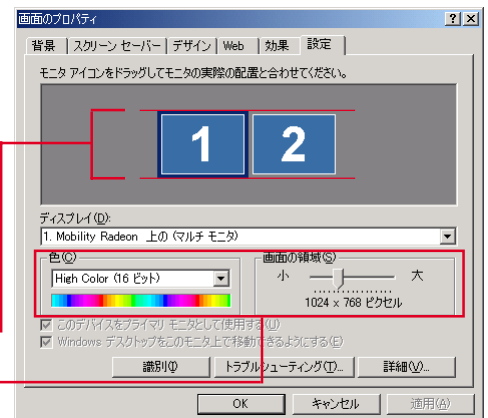 画面のプロパティ
背景 スクリーン セーバー デザイン Web 効果 設定
モニタ アイコンをドラッグしてモニタの実際の配置と合わせてください。
1 2
ディスプレイ(D):
1. Mobility Radeon 上の (マルチ モニタ)
色(C) 画面の領域(S)
High Color (16 ビット) 小 大
1024 x 768 ピクセル
このデバイスをプライマリ モニタとして使用する(U)
Windows デスクトップをこのモニタ上で移動できるようにする(E)
識別(I) トラブルシューティング(T)... 詳細(V)...
OK キャンセル 適用(A)